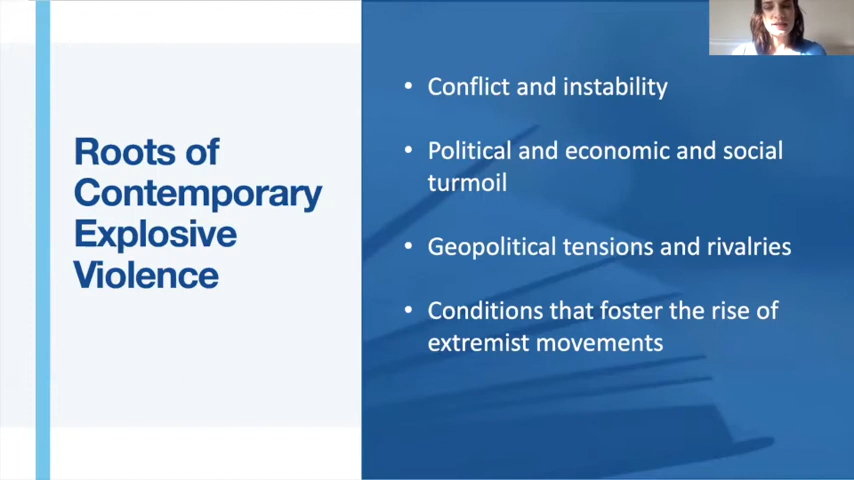 Roots of
Contemporary
Explosive
Violence
• Conflict and instability
• Political and economic and social
turmoil
• Geopolitical tensions and rivalries
• Conditions that foster the rise of
extremist movements